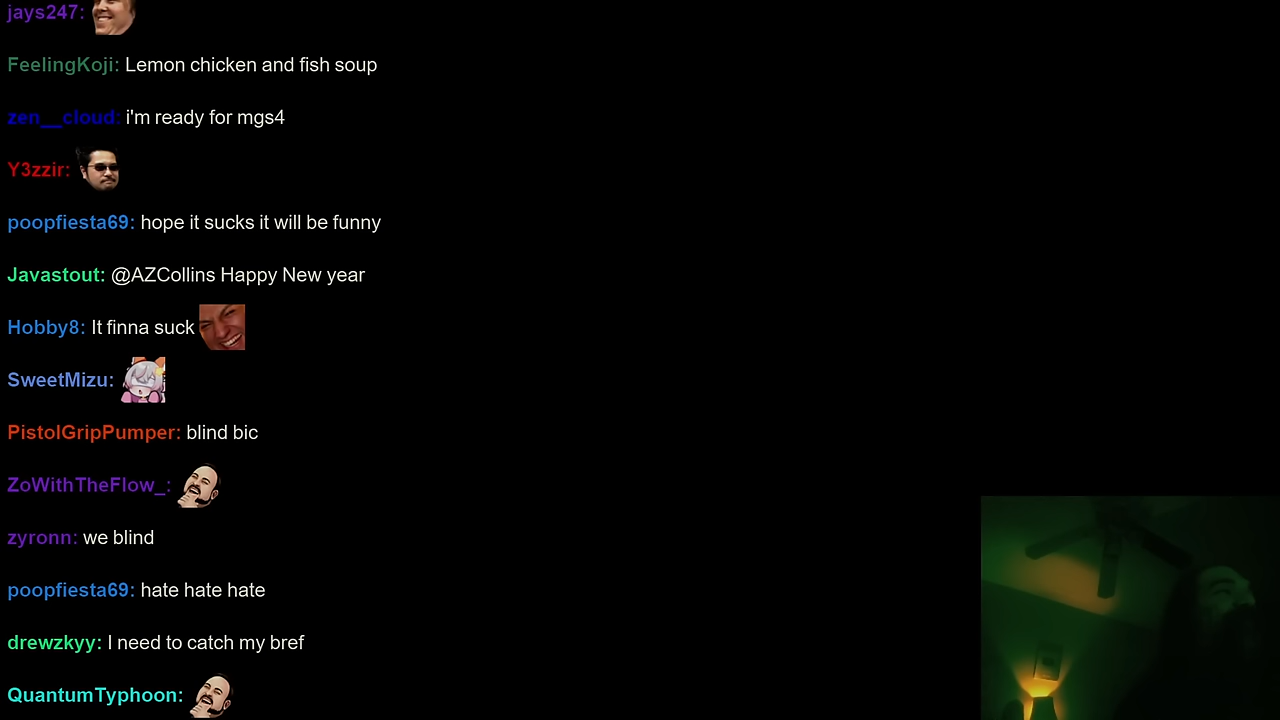 jays247:
FeelingKoji: Lemon chicken and fish soup
zen__cloud: i'm ready for mgs4
Y3zzir:
poopfiesta69: hope it sucks it will be funny
Javastout: @AZCollins Happy New year
Hobby8: It finna suck
SweetMizu:
PistolGripPumper: blind bic
ZoWithTheFlow_:
zyronn: we blind
poopfiesta69: hate hate hate
drewzkyy: I need to catch my bref
QuantumTyphoon: